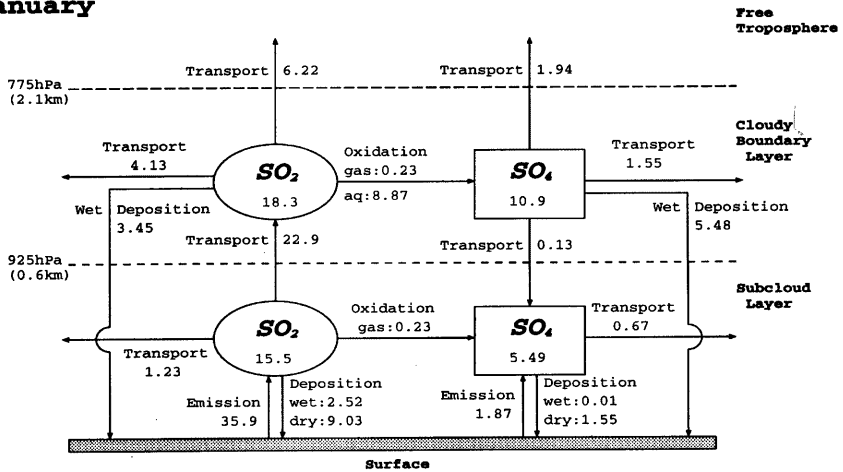 anuary
Free
Troposphere
Transport 6.22
Transport 1.94
775hPa
(2.1km)
Cloudy
Boundary
Layer
Transport
4.13
Oxidation
gas:0.23
aq:8.87
Transport
1.55
SO₂
18.3
SO₄
10.9
Wet Deposition
3.45
Wet Deposition
5.48
Transport 22.9
Transport 0.13
925hPa
(0.6km)
Subcloud
Layer
Oxidation
gas:0.23
Transport
0.67
SO₂
15.5
SO₄
5.49
Transport
1.23
Emission
35.9
Deposition
wet:2.52
dry:9.03
Emission
1.87
Deposition
wet:0.01
dry:1.55
Surface